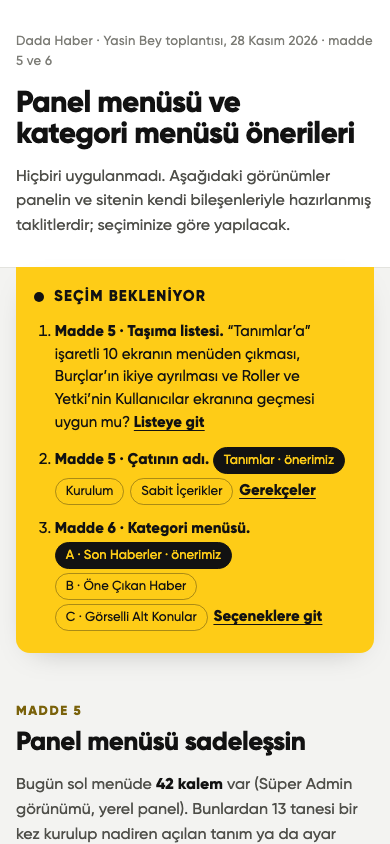 Dada Haber · Yasin Bey toplantısı, 28 Kasım 2026 · madde
5 ve 6
Panel menüsü ve
kategori menüsü önerileri
Hiçbiri uygulanmadı. Aşağıdaki görünümler
panelin ve sitenin kendi bileşenleriyle hazırlanmış
taklitlerdir; seçiminize göre yapılacak.
SEÇİM BEKLENİYOR
1. Madde 5 · Taşıma listesi. “Tanımlar’a”
işaretli 10 ekranın menüden çıkması,
Burçlar’ın ikiye ayrılması ve Roller ve
Yetki’nin Kullanıcılar ekranına geçmesi
uygun mu? Listeye git
2. Madde 5 · Çatının adı. Tanımlar · önerimiz
Kurulum Sabit İçerikler Gerekçeler
3. Madde 6 · Kategori menüsü.
A · Son Haberler · önerimiz
B · Öne Çıkan Haber
C · Görselli Alt Konular Seçeneklere git
MADDE 5
Panel menüsü sadeleşsin
Bugün sol menüde 42 kalem var (Süper Admin
görünümü, yerel panel). Bunlardan 13 tanesi bir
kez kurulup nadiren açılan tanım ya da ayar